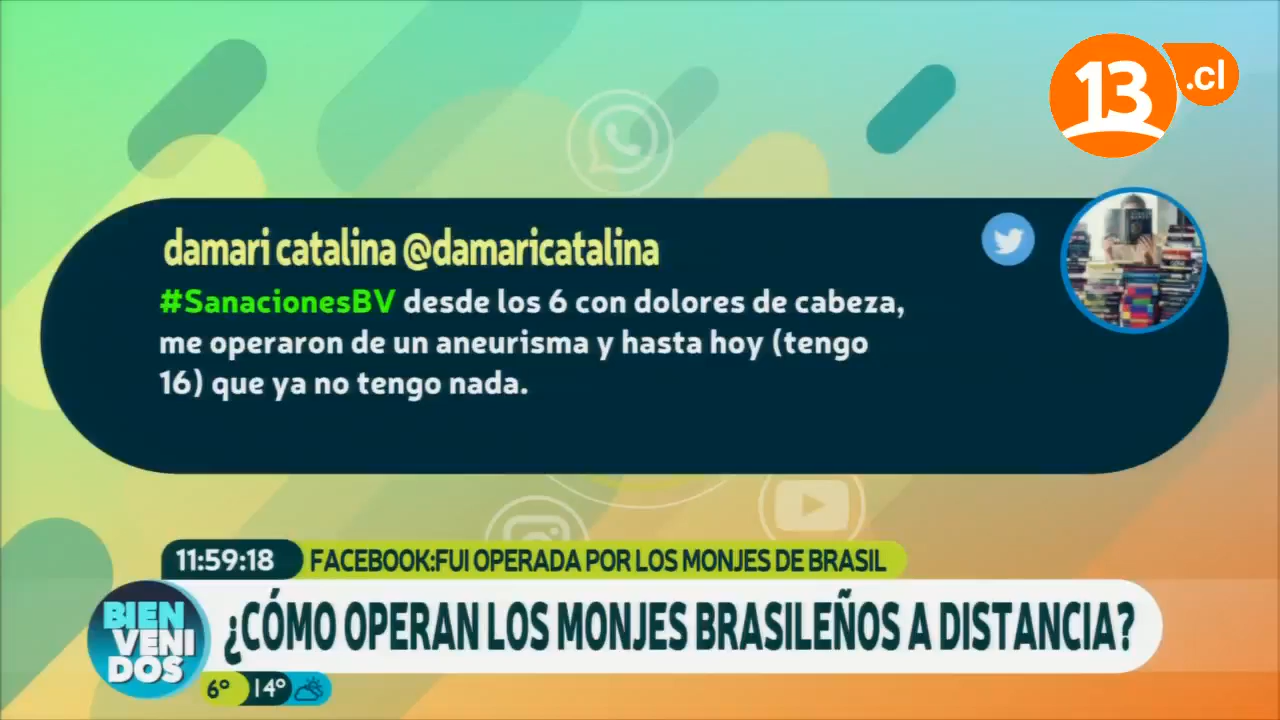 13.cl
damari catalina @damaricatalina
#SanacionesBV desde los 6 con dolores de cabeza,
me operaron de un aneurisma y hasta hoy (tengo
16) que ya no tengo nada.
11:59:18 FACEBOOK:FUI OPERADA POR LOS MONJES DE BRASIL
BIEN
VENI
DOS
¿CÓMO OPERAN LOS MONJES BRASILEÑOS A DISTANCIA?
6° 14°